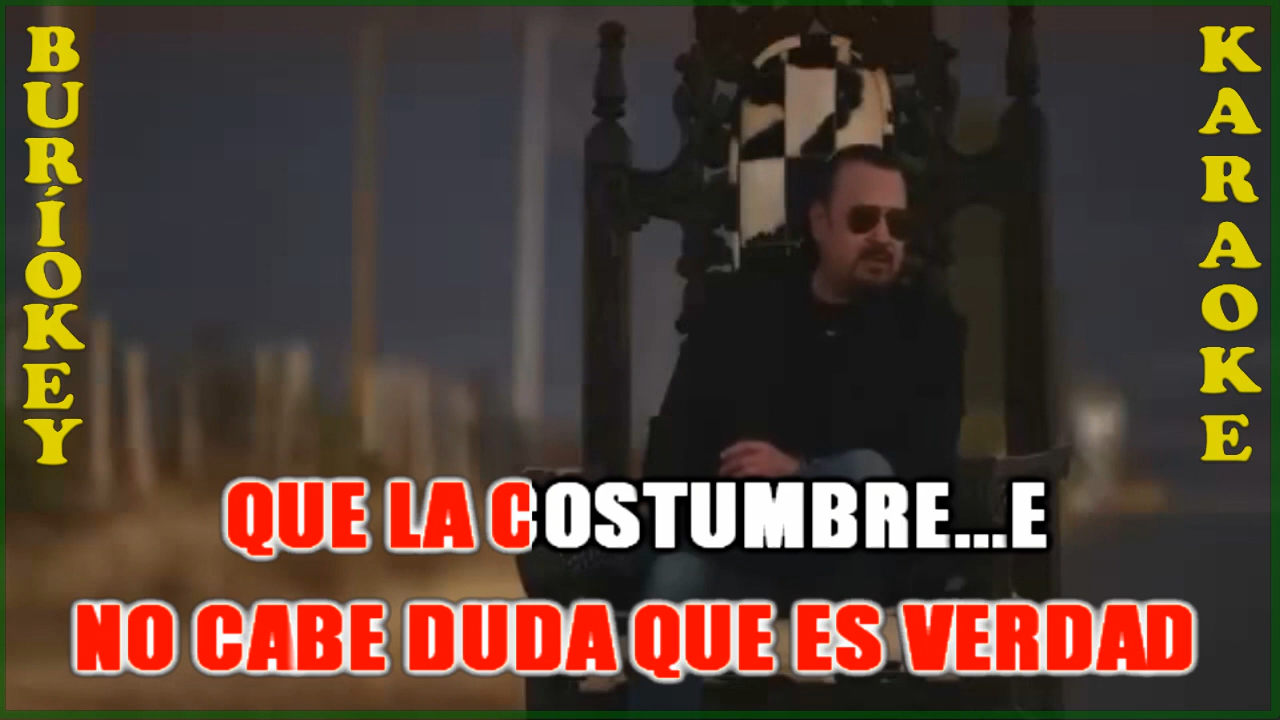 BURÍOKEY
KARAOKE
QUE LA COSTUMBRE...E
NO CABE DUDA QUE ES VERDAD